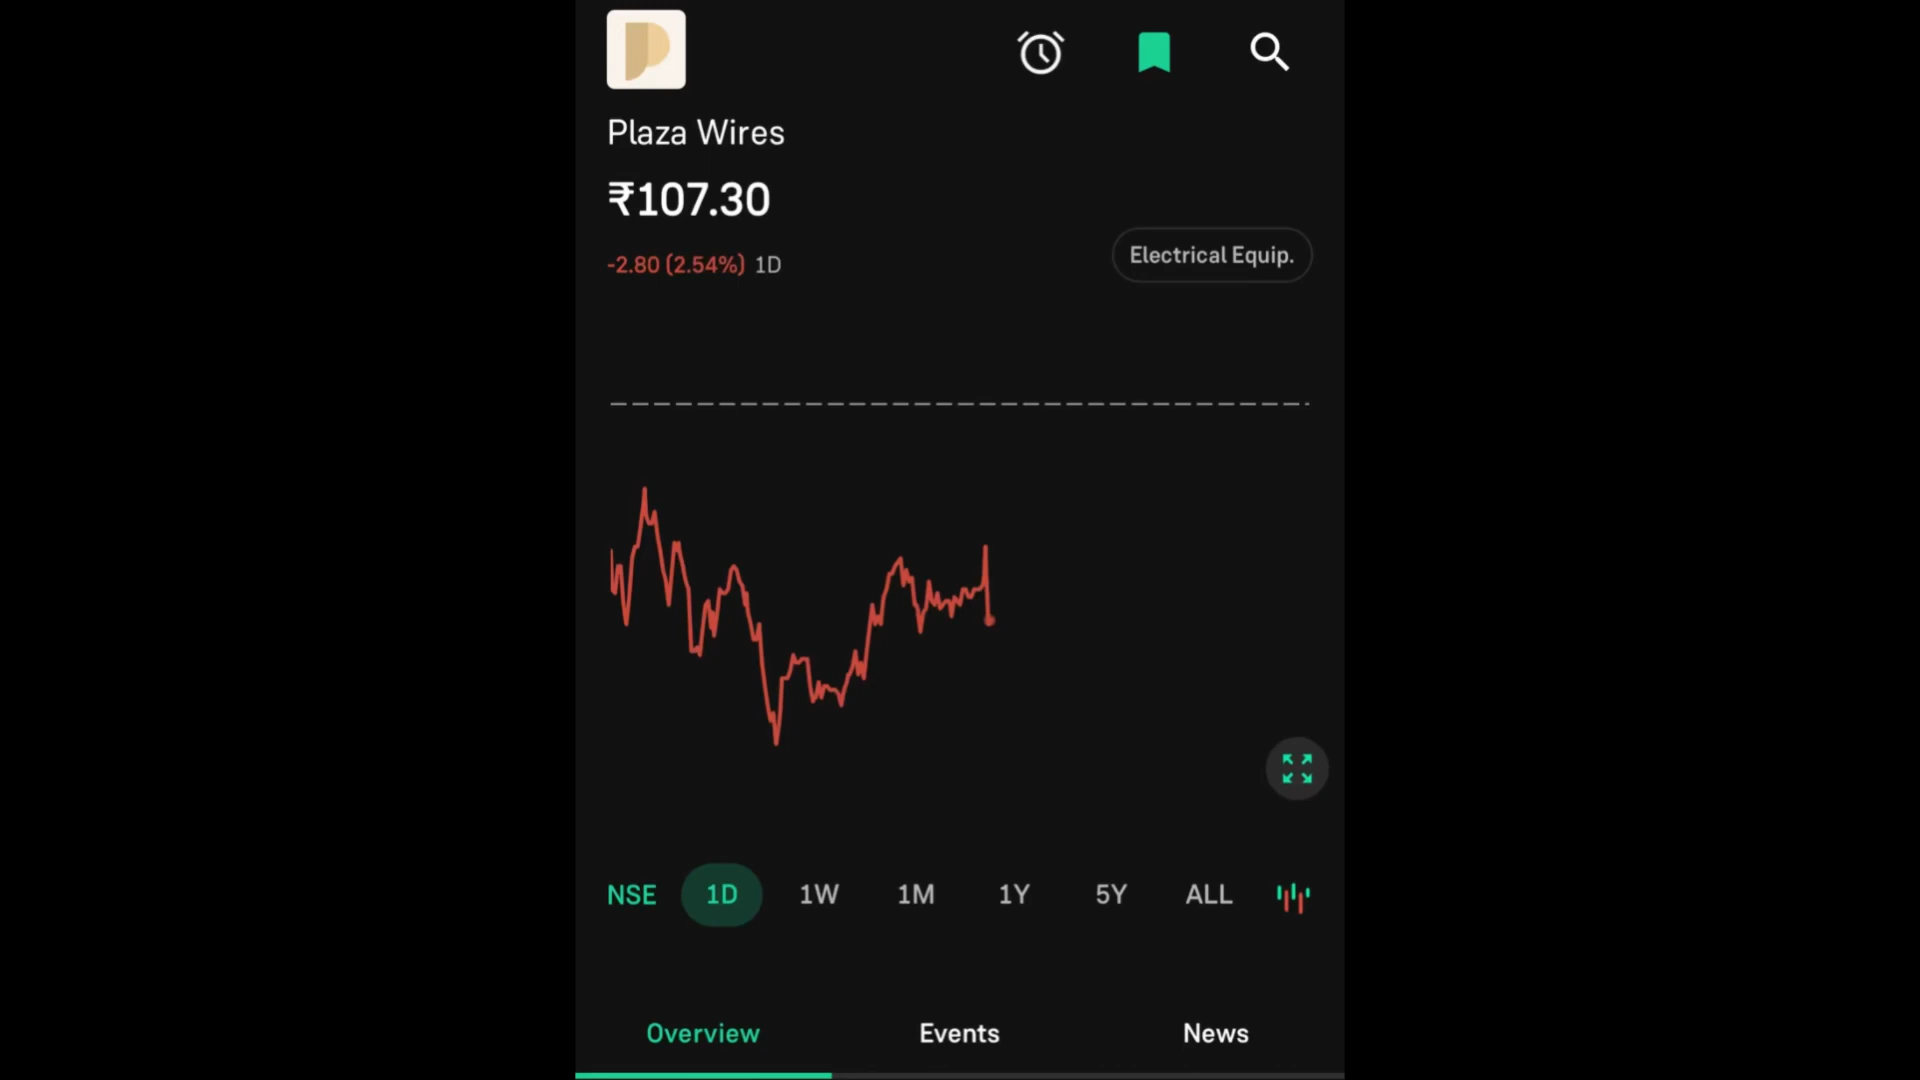 Plaza Wires
₹107.30
-2.80 (2.54%) 1D
Electrical Equip.
NSE 1D 1W 1M 1Y 5Y ALL
Overview Events News